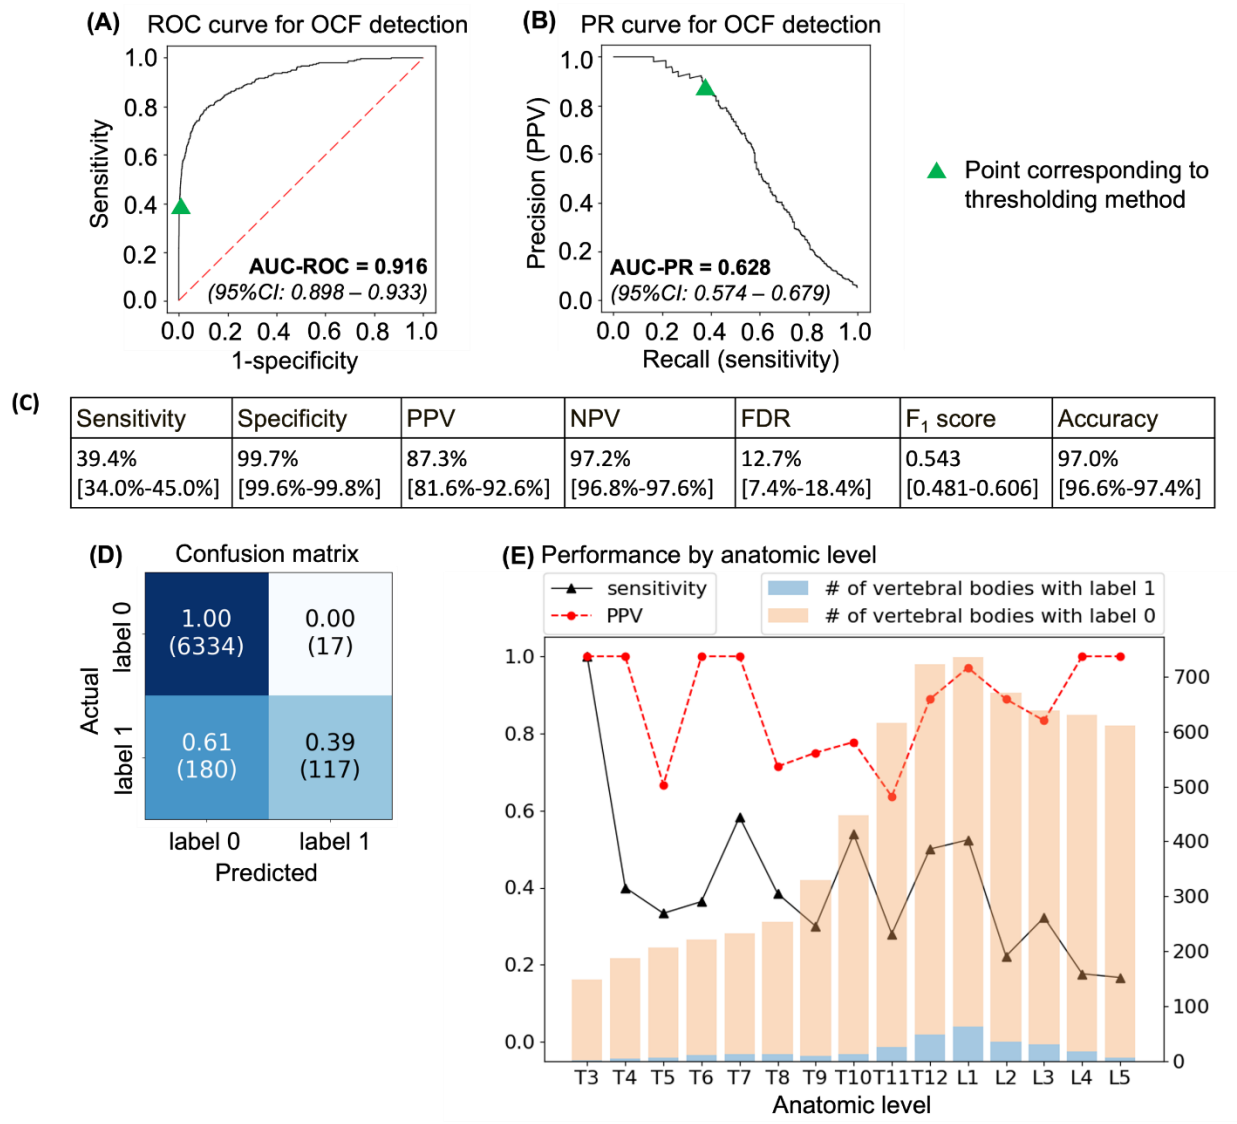 (A) ROC curve for OCF detection
1.0
0.8
0.6
0.4
0.2
0.0
Sensitivity
AUC-ROC = 0.916
(95%CI: 0.898 – 0.933)
0.0 0.2 0.4 0.6 0.8 1.0
1-specificity
(B) PR curve for OCF detection
1.0
0.8
0.6
0.4
0.2
0.0
Precision (PPV)
AUC-PR = 0.628
(95%CI: 0.574 – 0.679)
0.0 0.2 0.4 0.6 0.8 1.0
Recall (sensitivity)
Point corresponding to
thresholding method
(C)
Sensitivity Specificity PPV NPV FDR F1 score Accuracy
39.4% 99.7% 87.3% 97.2% 12.7% 0.543 97.0%
[34.0%-45.0%] [99.6%-99.8%] [81.6%-92.6%] [96.8%-97.6%] [7.4%-18.4%] [0.481-0.606] [96.6%-97.4%]
(D) Confusion matrix
Actual
label 0
label 1
1.00
(6334)
0.00
(17)
0.61
(180)
0.39
(117)
label 0 label 1
Predicted
(E) Performance by anatomic level
sensitivity
PPV
# of vertebral bodies with label 1
# of vertebral bodies with label 0
1.0
0.8
0.6
0.4
0.2
0.0
700
600
500
400
300
200
100
0
T3 T4 T5 T6 T7 T8 T9 T10 T11 T12 L1 L2 L3 L4 L5
Anatomic level